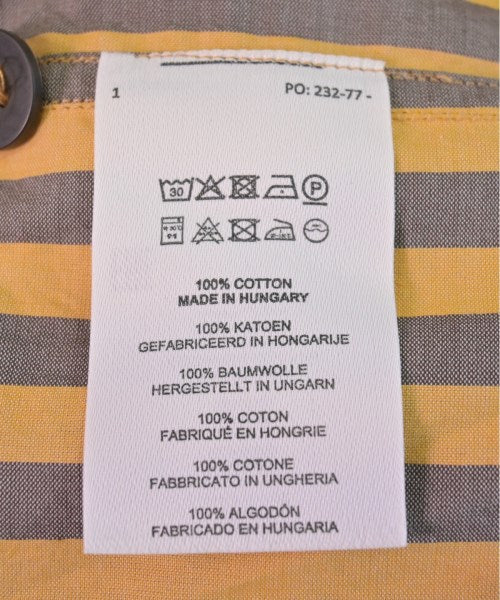 1 PO: 232-77 -
30 P
100% COTTON
MADE IN HUNGARY
100% KATOEN
GEFABRICEERD IN HONGARIJE
100% BAUMWOLLE
HERGESTELLT IN UNGARN
100% COTON
FABRIQUÉ EN HONGRIE
100% COTONE
FABBRICATO IN UNGHERIA
100% ALGODÓN
FABRICADO EN HUNGARIA